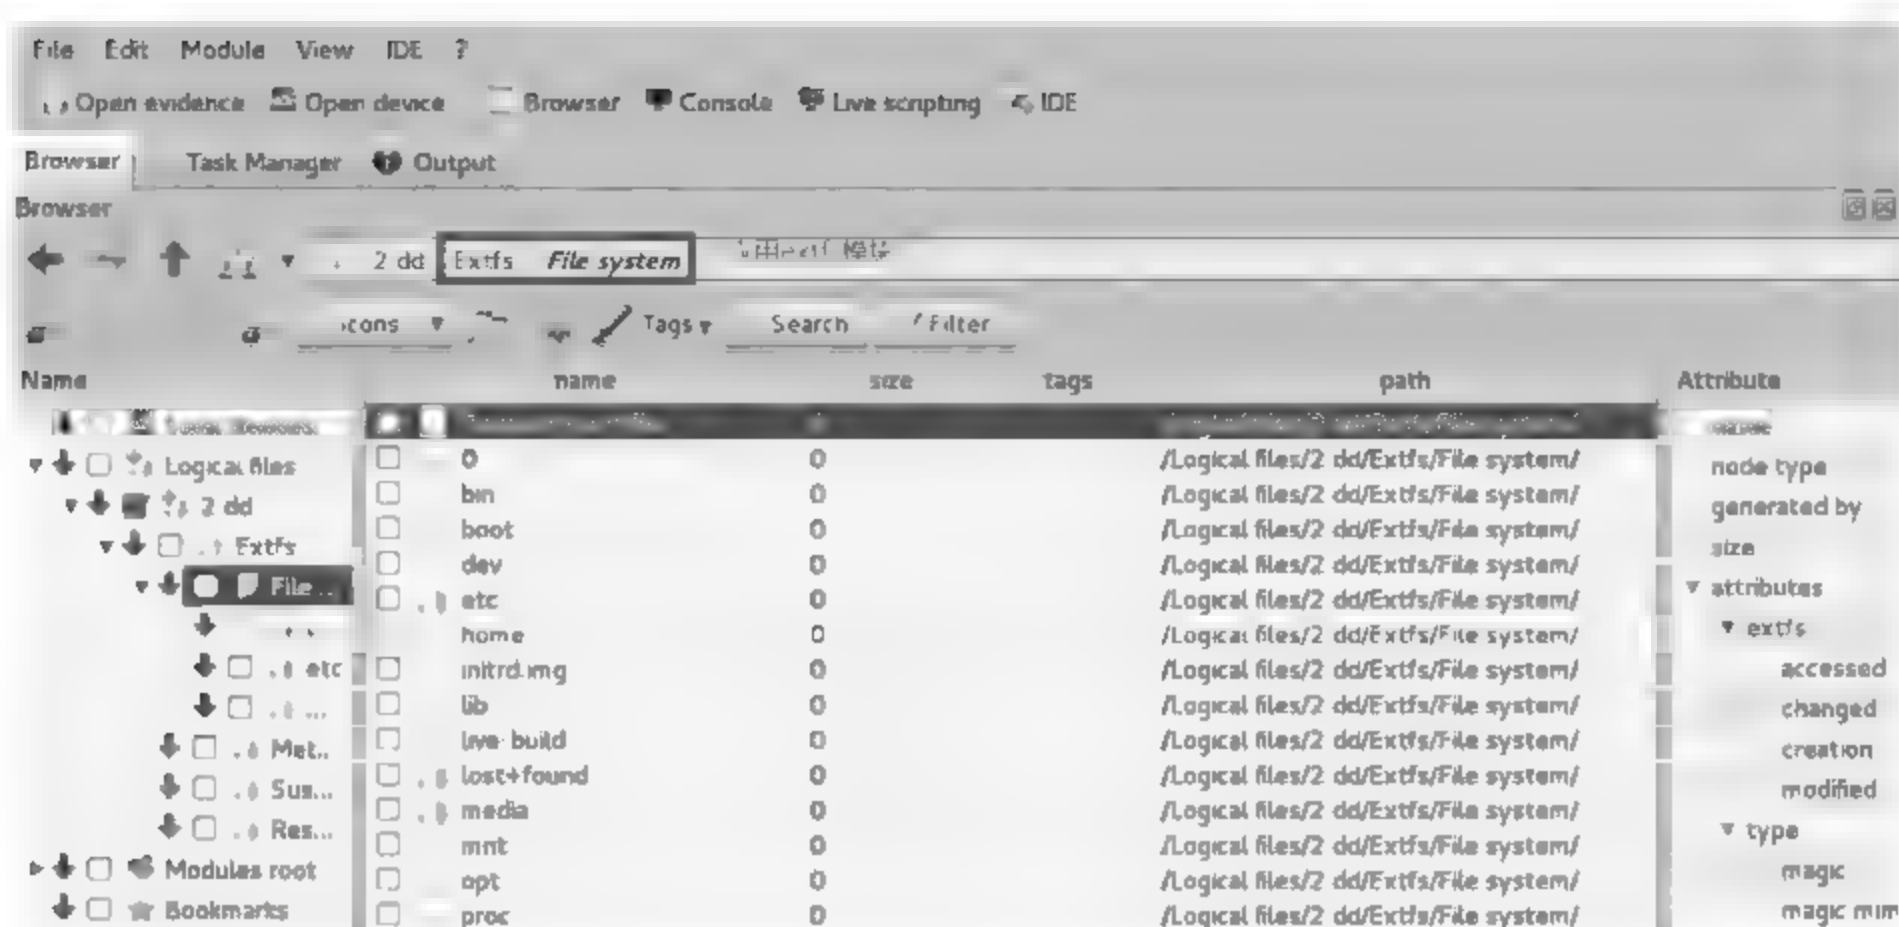 File Edit Module View IDE ?
Open evidence Open device Browser Console Live scripting IDE
Browser Task Manager Output
Browser
2 dd Extfs File system
icons Tags Search Filter
Name name size tags path Attribute
Logical files 0 0 /Logical files/2 dd/Extfs/File system/ node type
bin 0 /Logical files/2 dd/Extfs/File system/
2 dd generated by
boot 0 /Logical files/2 dd/Extfs/File system/
Extfs size
dev 0 /Logical files/2 dd/Extfs/File system/
File .. attributes
etc 0 /Logical files/2 dd/Extfs/File system/
home 0 /Logical files/2 dd/Extfs/File system/ extfs
etc initrd.img 0 /Logical files/2 dd/Extfs/File system/ accessed
... lib 0 /Logical files/2 dd/Extfs/File system/ changed
Met.. live-build 0 /Logical files/2 dd/Extfs/File system/ creation
Sus... lost+found 0 /Logical files/2 dd/Extfs/File system/ modified
media 0 /Logical files/2 dd/Extfs/File system/
Res... type
mnt 0 /Logical files/2 dd/Extfs/File system/
Modules root opt 0 /Logical files/2 dd/Extfs/File system/ magic
Bookmarks proc 0 /Logical files/2 dd/Extfs/File system/ magic mim